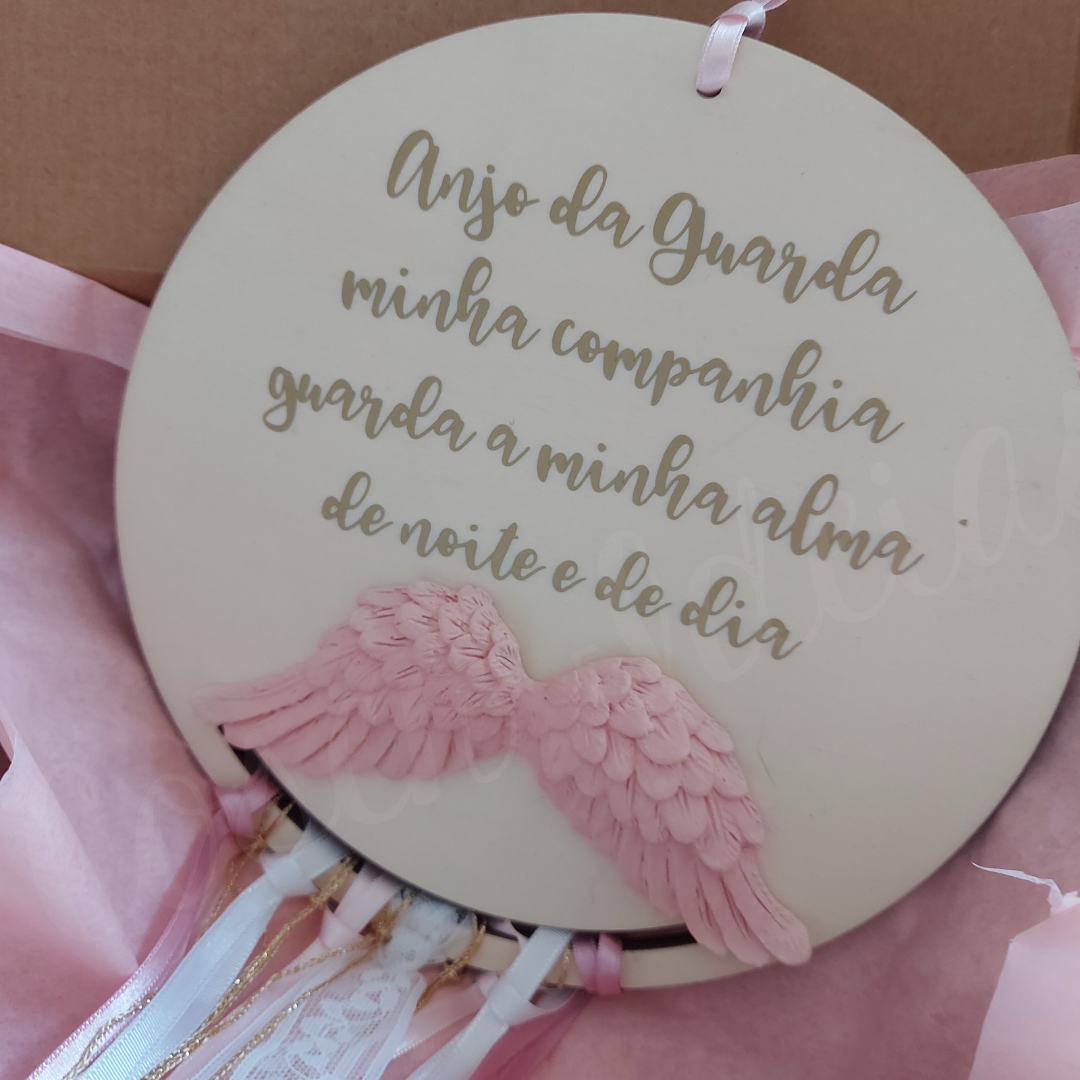 Anjo da Guarda
minha companhia
guarda a minha alma
de noite e de dia